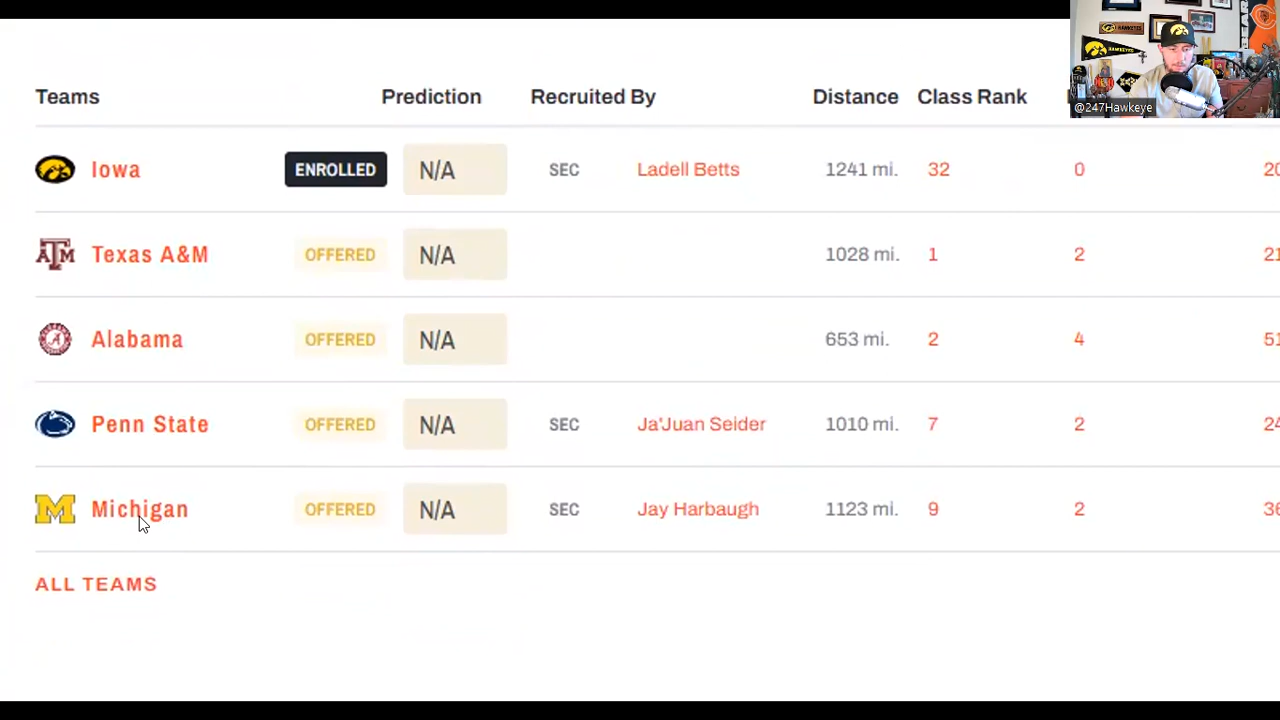 Teams Prediction Recruited By Distance Class Rank
@247Hawkeye
Iowa ENROLLED N/A SEC Ladell Betts 1241 mi. 32 0
Texas A&M OFFERED N/A 1028 mi. 1 2
Alabama OFFERED N/A 653 mi. 2 4
Penn State OFFERED N/A SEC Ja'Juan Seider 1010 mi. 7 2
Michigan OFFERED N/A SEC Jay Harbaugh 1123 mi. 9 2
ALL TEAMS